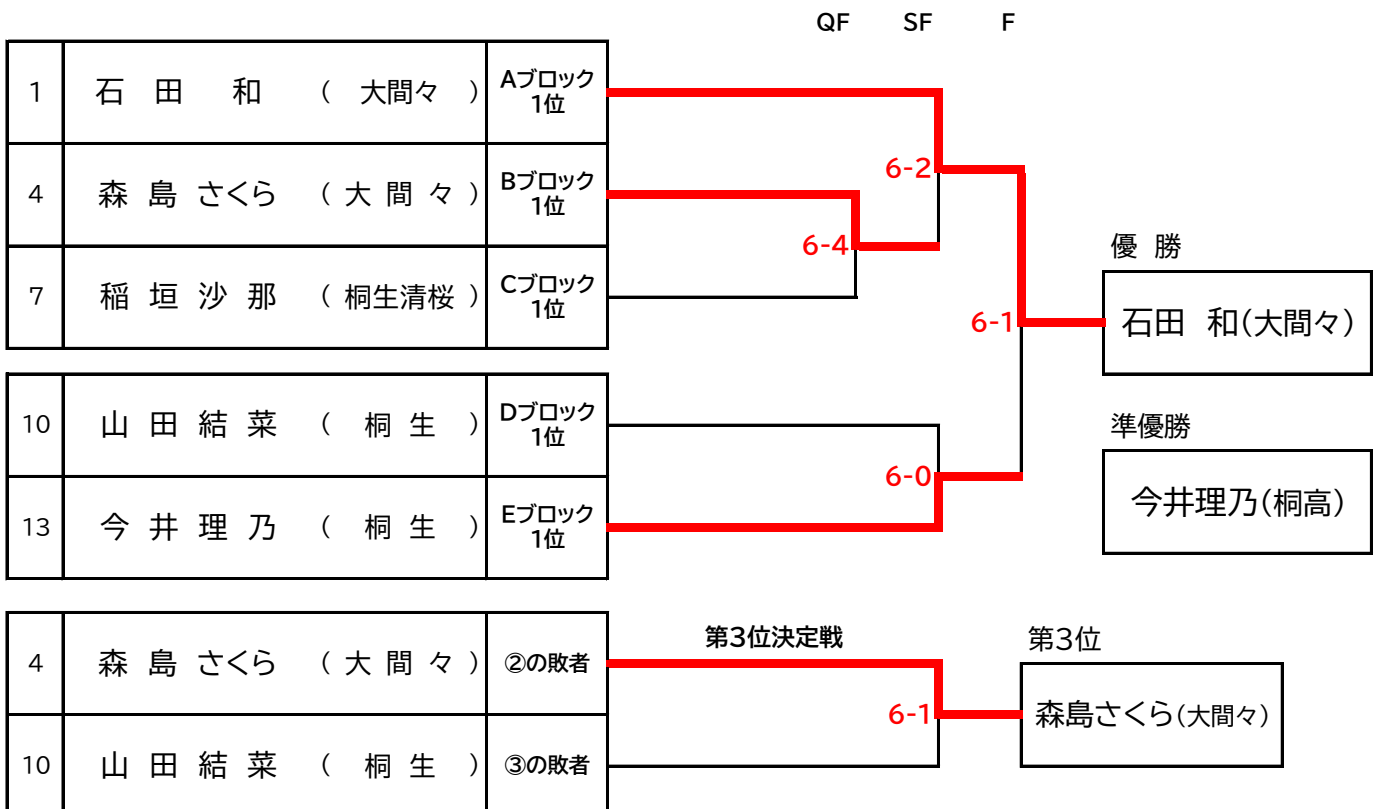 QF SF F
1 石田 和 ( 大間々 ) Aブロック
1位
4 森島さくら (大間々) Bブロック
1位
7 稲垣沙那 (桐生清桜) Cブロック
1位
6-2
6-4
6-1
優勝
石田 和(大間々)
10 山田結菜 ( 桐生 ) Dブロック
1位
13 今井理乃 ( 桐生 ) Eブロック
1位
6-0
準優勝
今井理乃(桐高)
4 森島さくら (大間々) ②の敗者
10 山田結菜 ( 桐生 ) ③の敗者
第3位決定戦
6-1
第3位
森島さくら(大間々)